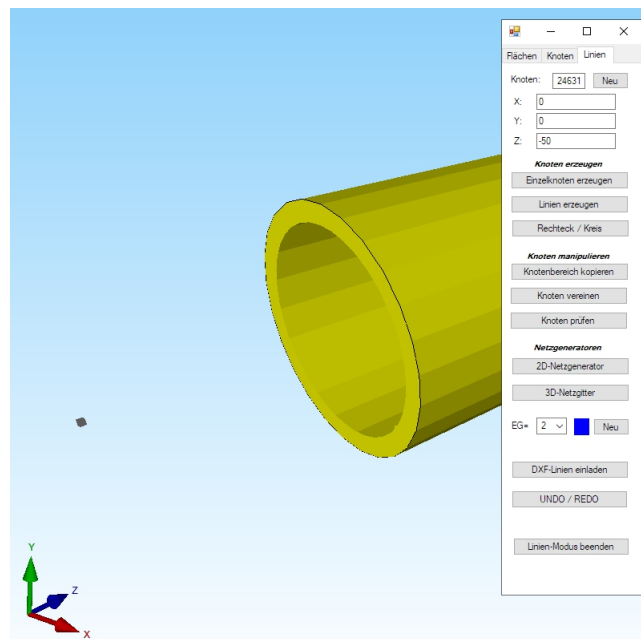 Flächen Knoten Linien
Knoten: 24631 Neu
X: 0
Y: 0
Z: -50
Knoten erzeugen
Einzelknoten erzeugen
Linien erzeugen
Rechteck / Kreis
Knoten manipulieren
Knotenbereich kopieren
Knoten vereinen
Knoten prüfen
Netzgeneratoren
2D-Netzgenerator
3D-Netzgitter
EG= 2 Neu
DXF-Linien einladen
UNDO / REDO
Linien-Modus beenden
Y
Z
X